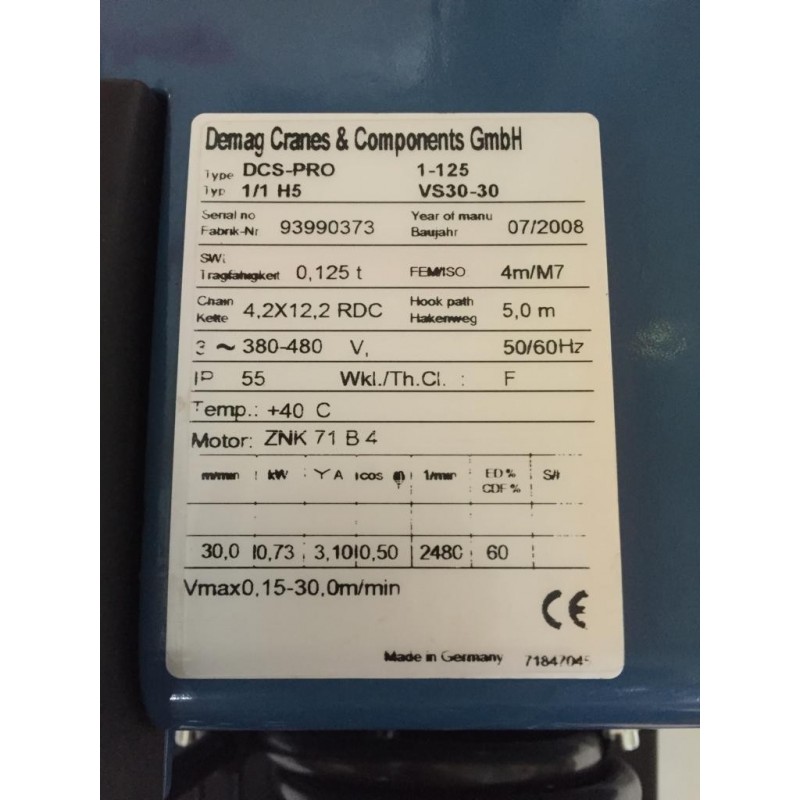 Demag Cranes & Components GmbH
Type DCS-PRO 1-125
Typ 1/1 H5 VS30-30
Serial no Year of manu
Fabrik-Nr 93990373 Baujahr 07/2008
SWL
Tragfähigkeit 0,125 t FEM/ISO 4m/M7
Chain Hook path
Kette 4,2X12,2 RDC Hakenweg 5,0 m
3 ~ 380-480 V, 50/60Hz
IP 55 Wkl./Th.Cl. : F
Temp.: +40 C
Motor: ZNK 71 B 4
m/min kW Y A cos φ 1/min ED % S/h
CDF %
30,0 0,73 3,10 0,50 2480 60
Vmax0,15-30,0m/min
CE
Made in Germany 71847045